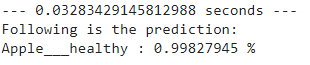 --- 0.03283429145812988 seconds ---
Following is the prediction:
Apple___healthy : 0.99827945 %